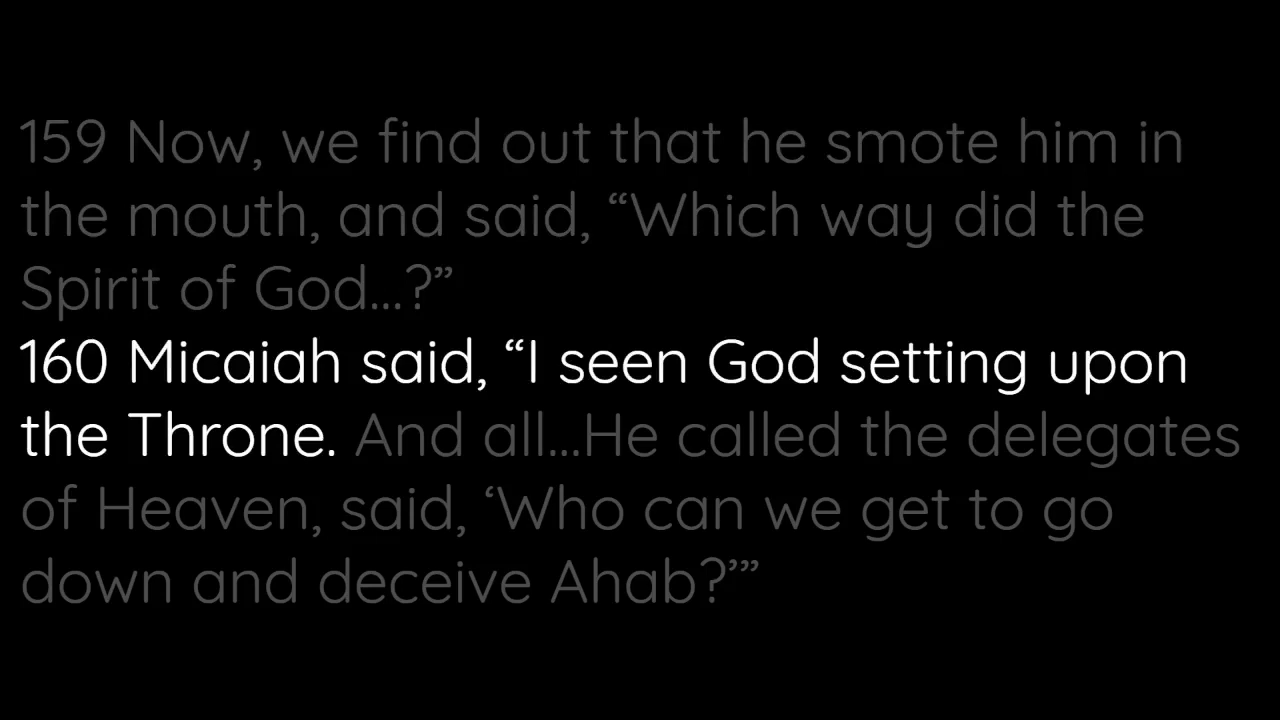 159 Now, we find out that he smote him in
the mouth, and said, “Which way did the
Spirit of God...?”
160 Micaiah said, “I seen God setting upon
the Throne. And all...He called the delegates
of Heaven, said, ‘Who can we get to go
down and deceive Ahab?’”